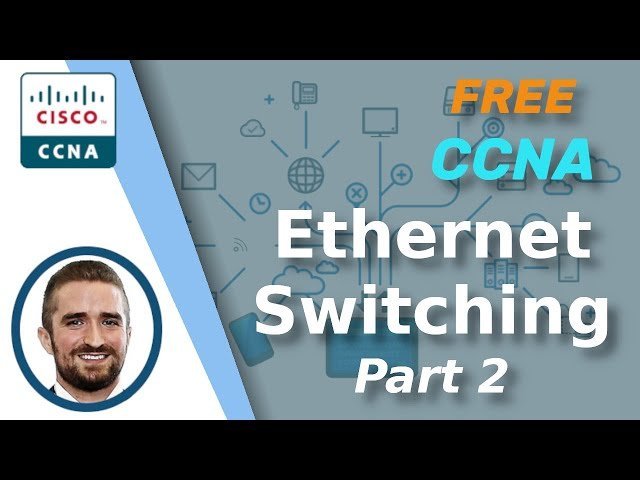 CISCO
CCNA
FREE
CCNA
Ethernet
Switching
Part 2